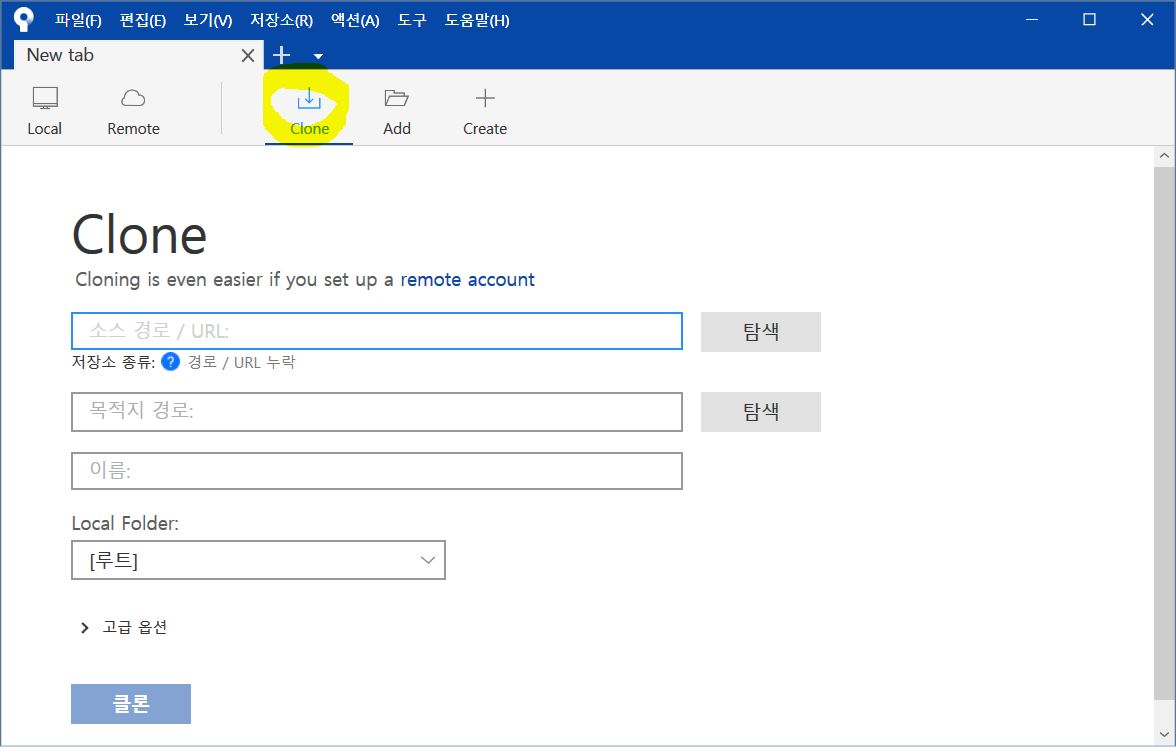 파일(F) 편집(E) 보기(V) 저장소(R) 액션(A) 도구 도움말(H)
New tab
Local Remote Clone Add Create
Clone
Cloning is even easier if you set up a remote account
소스 경로 / URL: 탐색
저장소 종류: ? 경로 / URL 누락
목적지 경로: 탐색
이름:
Local Folder:
[루트]
고급 옵션
클론